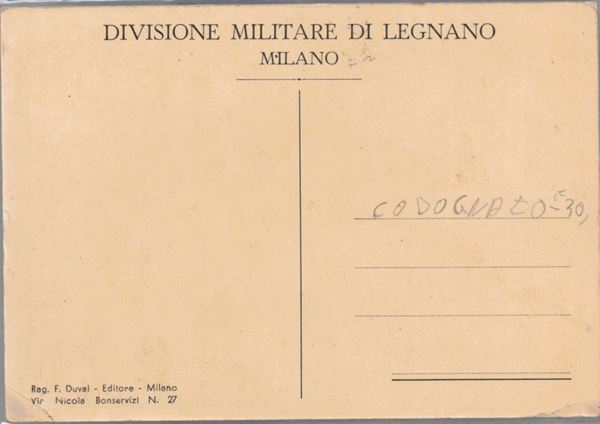 DIVISIONE MILITARE DI LEGNANO
MILANO
CODOGNATO - € 30,
Rag. F. Duval - Editore - Milano
Via Nicola Bonservizi N. 27